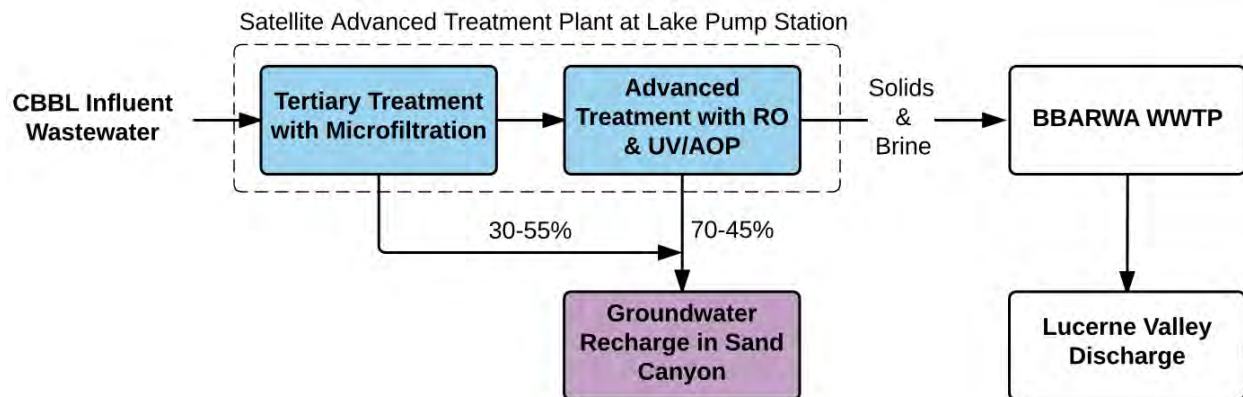 Satellite Advanced Treatment Plant at Lake Pump Station
CBBL Influent
Wastewater
Tertiary Treatment
with Microfiltration
Advanced
Treatment with RO
& UV/AOP
Solids
&
Brine
BBARWA WWTP
30-55%
70-45%
Groundwater
Recharge in Sand
Canyon
Lucerne Valley
Discharge